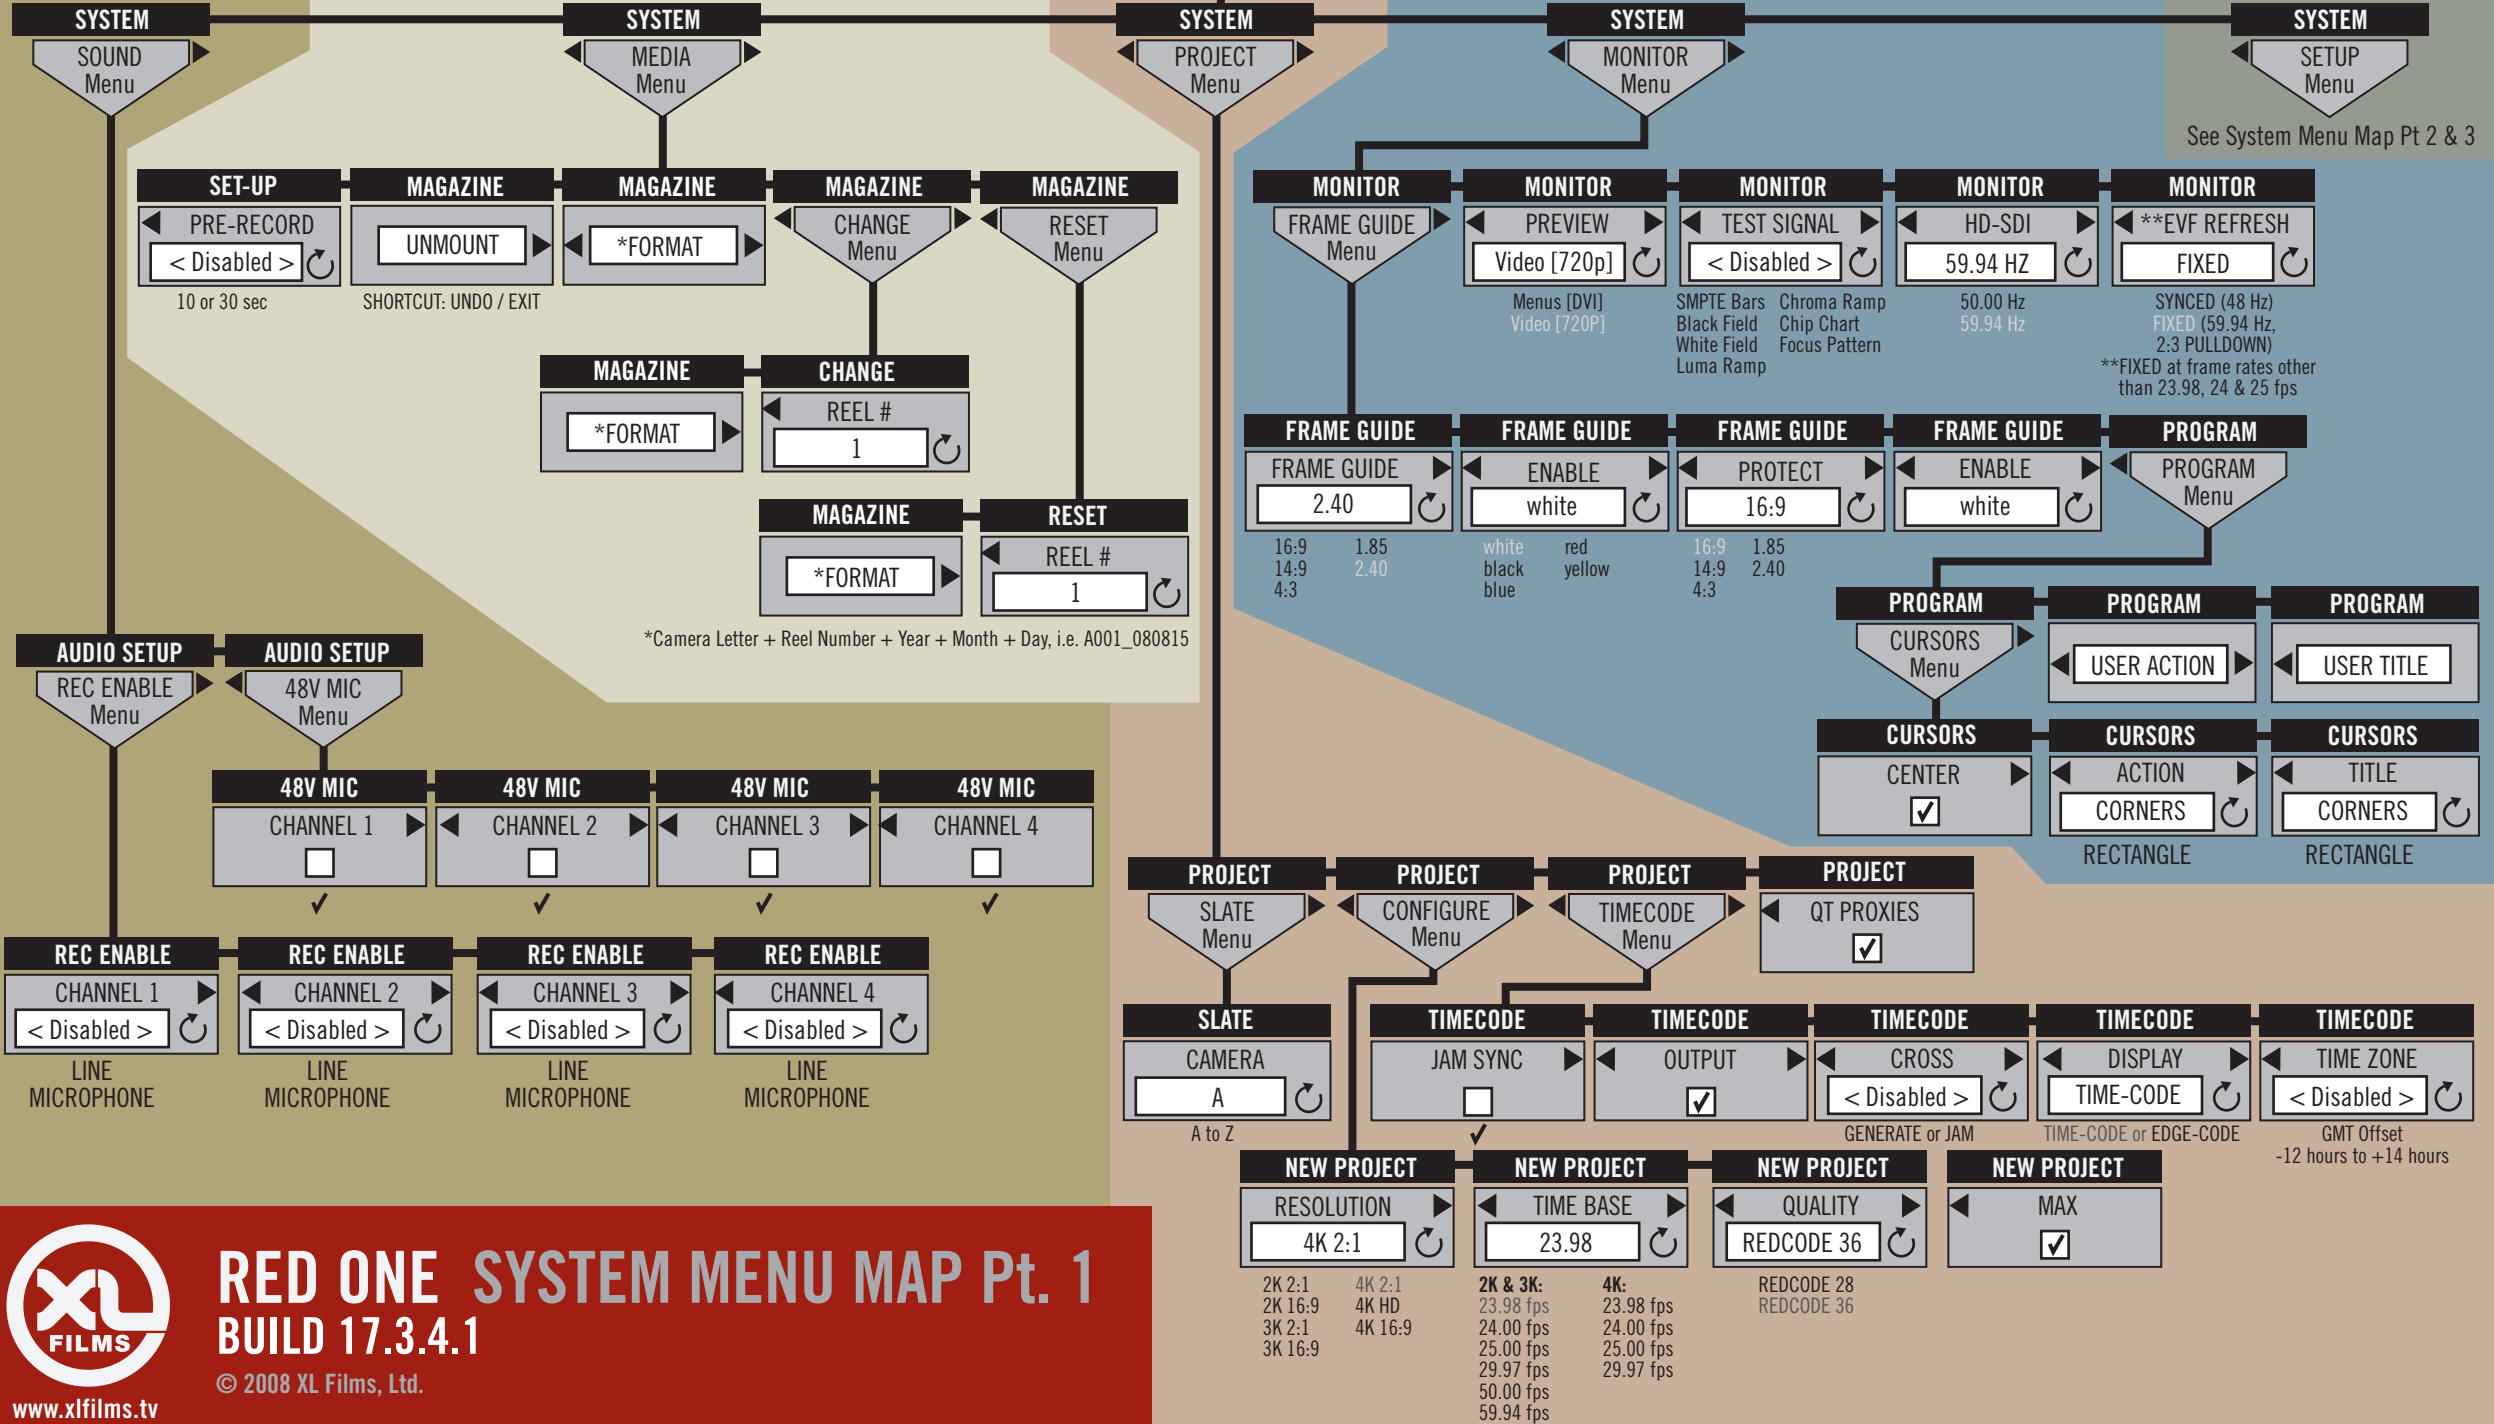 SYSTEM
SOUND
Menu
SYSTEM
MEDIA
Menu
SYSTEM
PROJECT
Menu
SYSTEM
MONITOR
Menu
SYSTEM
SETUP
Menu
See System Menu Map Pt 2 & 3
SET-UP
PRE-RECORD
< Disabled >
10 or 30 sec
MAGAZINE
UNMOUNT
SHORTCUT: UNDO / EXIT
MAGAZINE
*FORMAT
MAGAZINE
CHANGE
Menu
MAGAZINE
RESET
Menu
MAGAZINE
*FORMAT
CHANGE
REEL #
1
MAGAZINE
*FORMAT
RESET
REEL #
1
*Camera Letter + Reel Number + Year + Month + Day, i.e. A001_080815
MONITOR
FRAME GUIDE
Menu
MONITOR
PREVIEW
Video [720p]
Menus [DVI]
Video [720P]
MONITOR
TEST SIGNAL
< Disabled >
SMPTE Bars Chroma Ramp
Black Field Chip Chart
White Field Focus Pattern
Luma Ramp
MONITOR
HD-SDI
59.94 HZ
50.00 Hz
59.94 Hz
MONITOR
**EVF REFRESH
FIXED
SYNCED (48 Hz)
FIXED (59.94 Hz,
2:3 PULLDOWN)
**FIXED at frame rates other
than 23.98, 24 & 25 fps
FRAME GUIDE
FRAME GUIDE
2.40
16:9 1.85
14:9 2.40
4:3
FRAME GUIDE
ENABLE
white
white red
black yellow
blue
FRAME GUIDE
PROTECT
16:9
16:9 1.85
14:9 2.40
4:3
FRAME GUIDE
ENABLE
white
PROGRAM
PROGRAM
Menu
PROGRAM
CURSORS
Menu
PROGRAM
USER ACTION
PROGRAM
USER TITLE
CURSORS
CENTER
CURSORS
ACTION
CORNERS
RECTANGLE
CURSORS
TITLE
CORNERS
RECTANGLE
AUDIO SETUP
REC ENABLE
Menu
AUDIO SETUP
48V MIC
Menu
48V MIC
CHANNEL 1
48V MIC
CHANNEL 2
48V MIC
CHANNEL 3
48V MIC
CHANNEL 4
REC ENABLE
CHANNEL 1
< Disabled >
LINE
MICROPHONE
REC ENABLE
CHANNEL 2
< Disabled >
LINE
MICROPHONE
REC ENABLE
CHANNEL 3
< Disabled >
LINE
MICROPHONE
REC ENABLE
CHANNEL 4
< Disabled >
LINE
MICROPHONE
PROJECT
SLATE
Menu
PROJECT
CONFIGURE
Menu
PROJECT
TIMECODE
Menu
PROJECT
QT PROXIES
SLATE
CAMERA
A
A to Z
TIMECODE
JAM SYNC
TIMECODE
OUTPUT
TIMECODE
CROSS
< Disabled >
GENERATE or JAM
TIMECODE
DISPLAY
TIME-CODE
TIME-CODE or EDGE-CODE
TIMECODE
TIME ZONE
< Disabled >
GMT Offset
-12 hours to +14 hours
NEW PROJECT
RESOLUTION
4K 2:1
2K 2:1 4K 2:1
2K 16:9 4K HD
3K 2:1 4K 16:9
3K 16:9
NEW PROJECT
TIME BASE
23.98
2K & 3K: 4K:
23.98 fps 23.98 fps
24.00 fps 24.00 fps
25.00 fps 25.00 fps
29.97 fps 29.97 fps
50.00 fps
59.94 fps
NEW PROJECT
QUALITY
REDCODE 36
REDCODE 28
REDCODE 36
NEW PROJECT
MAX
XL
FILMS
www.xlfilms.tv
RED ONE SYSTEM MENU MAP Pt. 1
BUILD 17.3.4.1
© 2008 XL Films, Ltd.